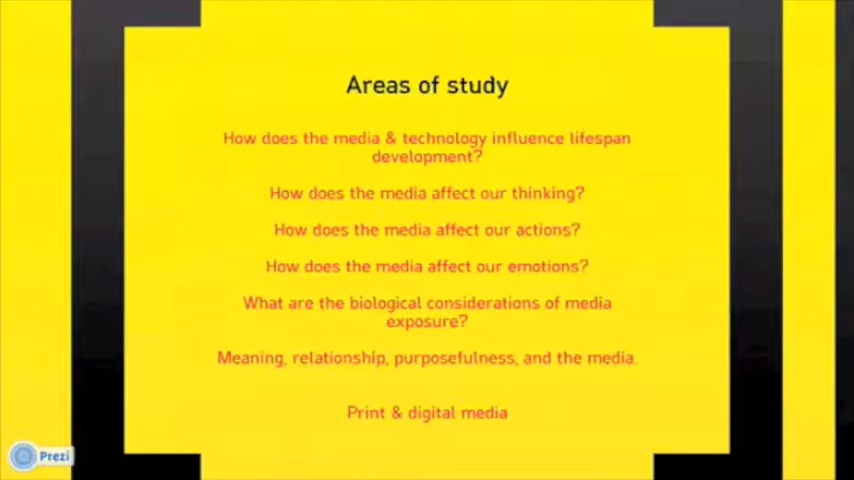 Areas of study
How does the media & technology influence lifespan
development?
How does the media affect our thinking?
How does the media affect our actions?
How does the media affect our emotions?
What are the biological considerations of media
exposure?
Meaning, relationship, purposefulness, and the media.
Print & digital media
Prezi